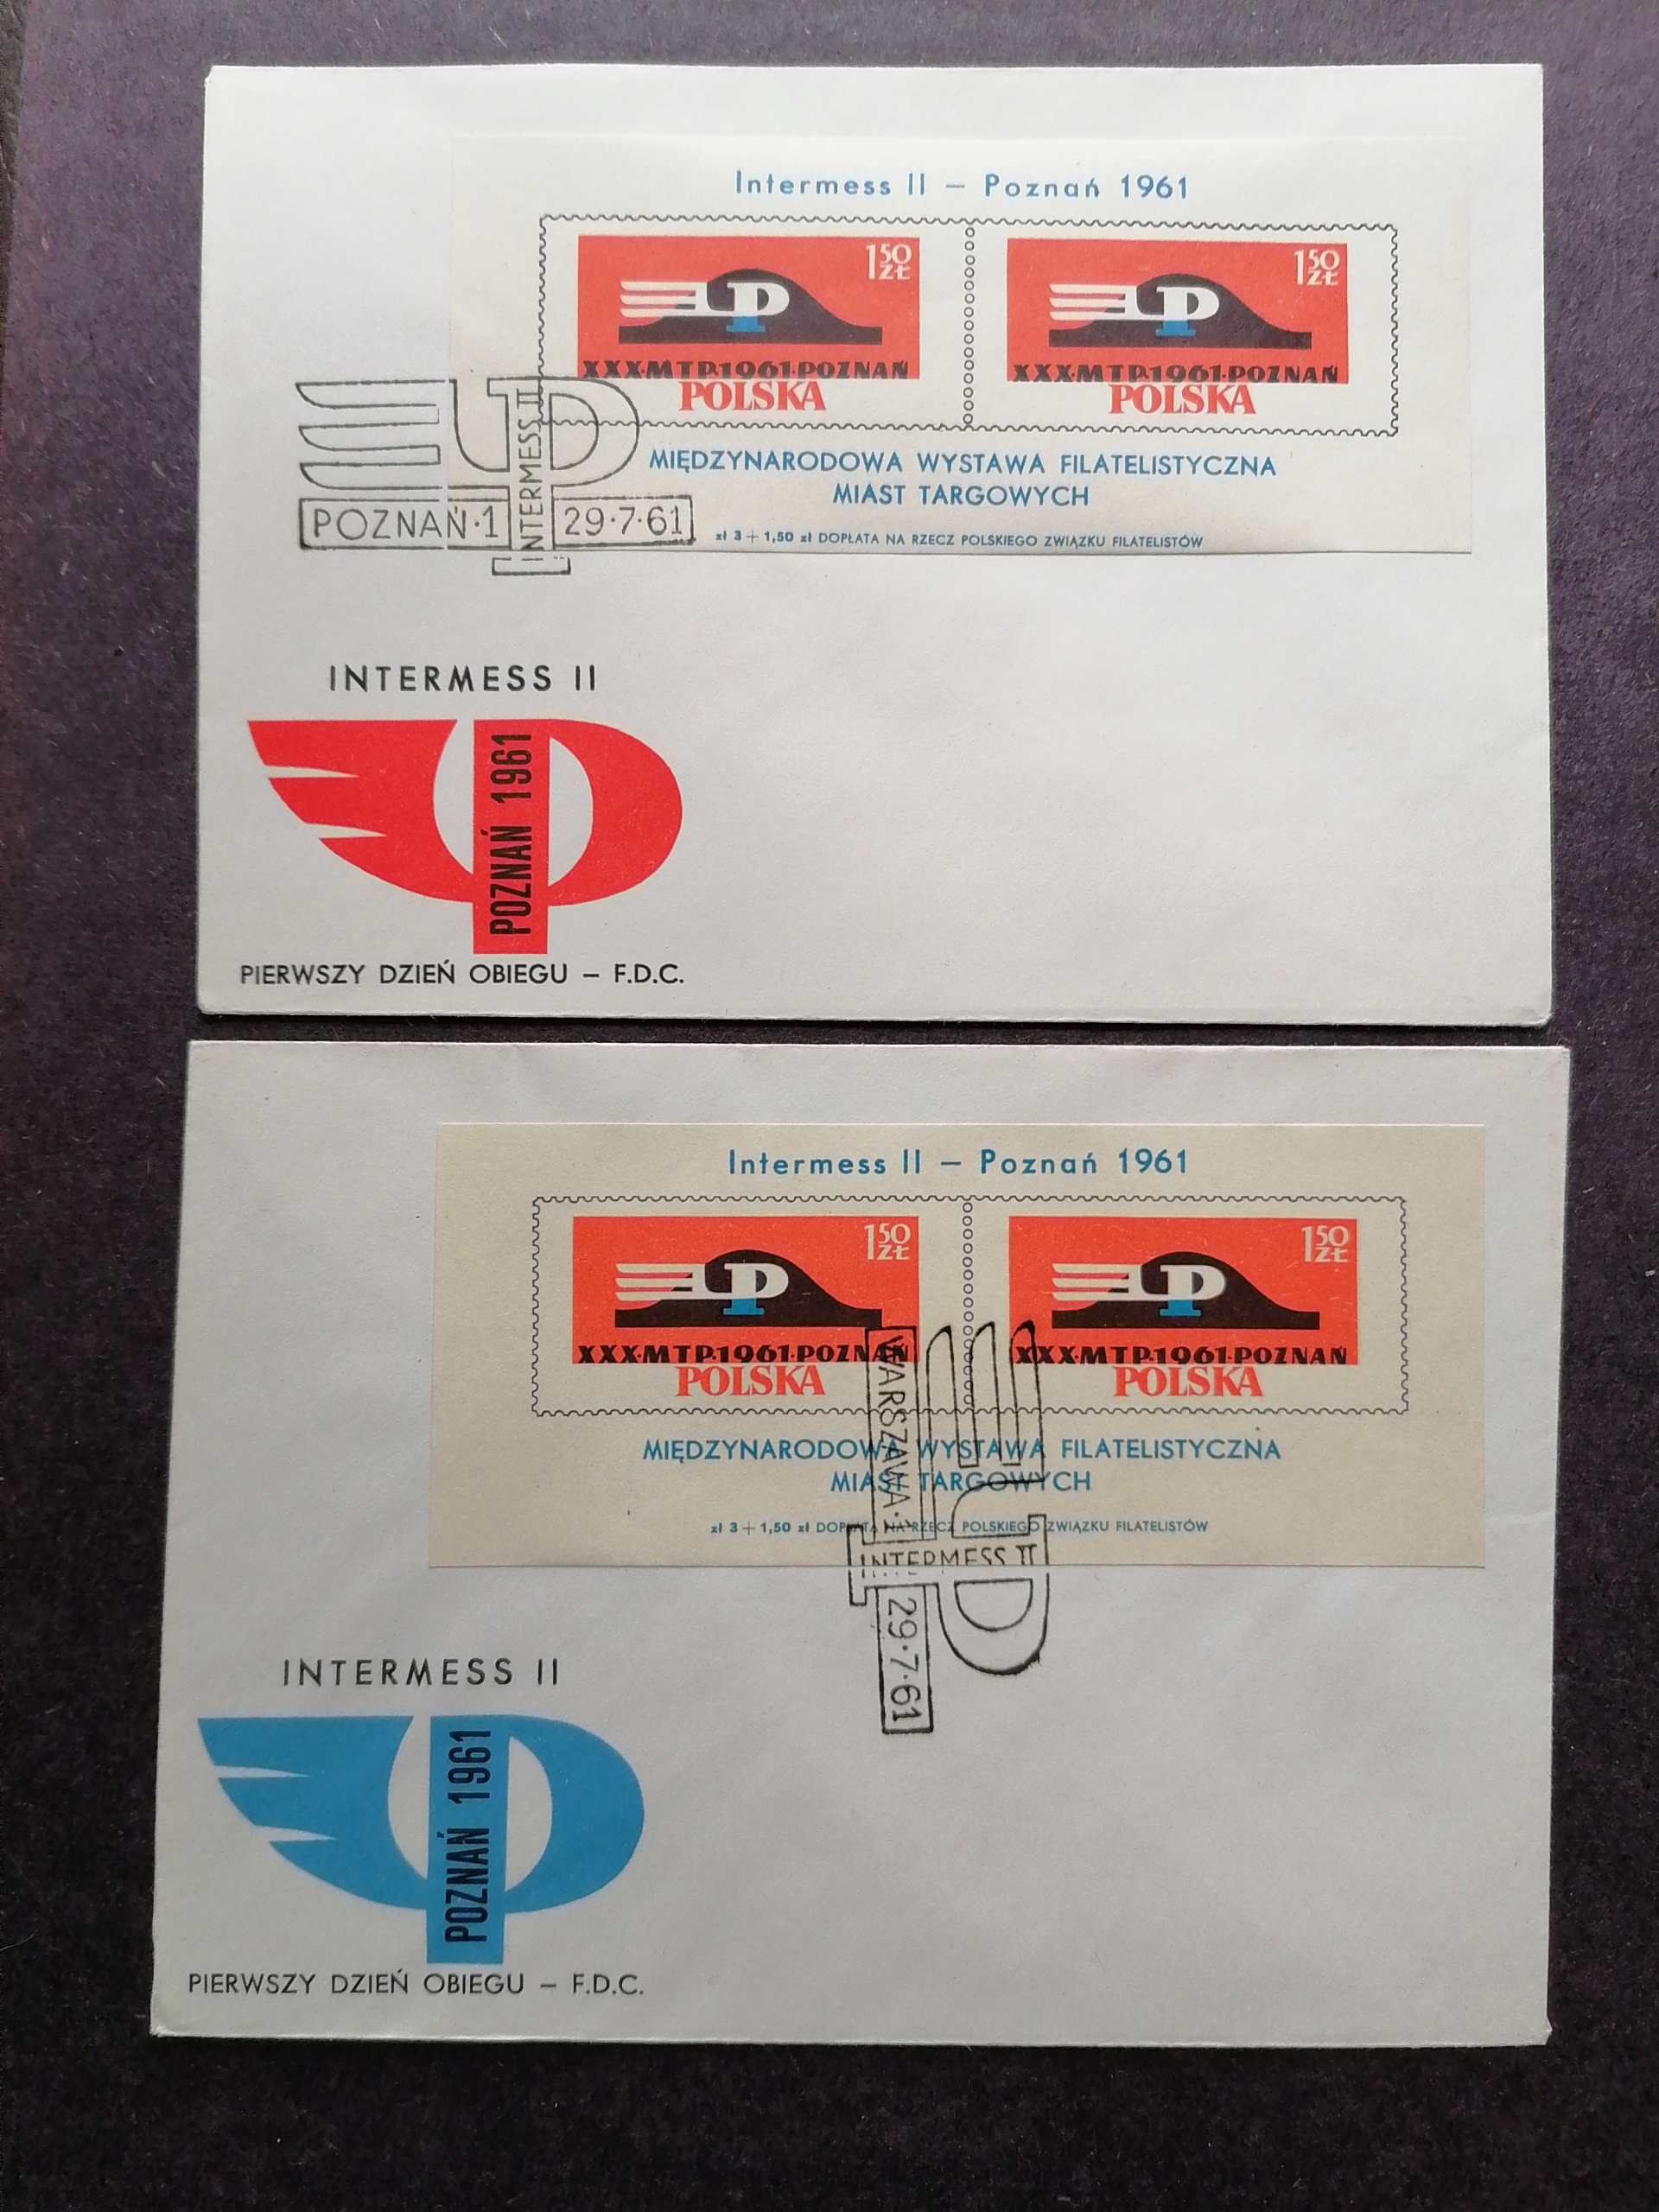 Intermess II – Poznań 1961
1 50 ZŁ
1 50 ZŁ
XXX·MTP·1961·POZNAŃ
XXX·MTP·1961·POZNAŃ
POLSKA
POLSKA
MIĘDZYNARODOWA WYSTAWA FILATELISTYCZNA
MIAST TARGOWYCH
zł 3 + 1,50 zł DOPŁATA NA RZECZ POLSKIEGO ZWIĄZKU FILATELISTÓW
POZNAŃ·1
INTERMESS II
29·7·61
INTERMESS II
POZNAŃ 1961
PIERWSZY DZIEŃ OBIEGU – F.D.C.
Intermess II – Poznań 1961
1 50 ZŁ
1 50 ZŁ
XXX·MTP·1961·POZNAŃ
XXX·MTP·1961·POZNAŃ
POLSKA
POLSKA
MIĘDZYNARODOWA WYSTAWA FILATELISTYCZNA
MIAST TARGOWYCH
zł 3 + 1,50 zł DOPŁATA NA RZECZ POLSKIEGO ZWIĄZKU FILATELISTÓW
WARSZAWA·1
INTERMESS II
29·7·61
INTERMESS II
POZNAŃ 1961
PIERWSZY DZIEŃ OBIEGU – F.D.C.